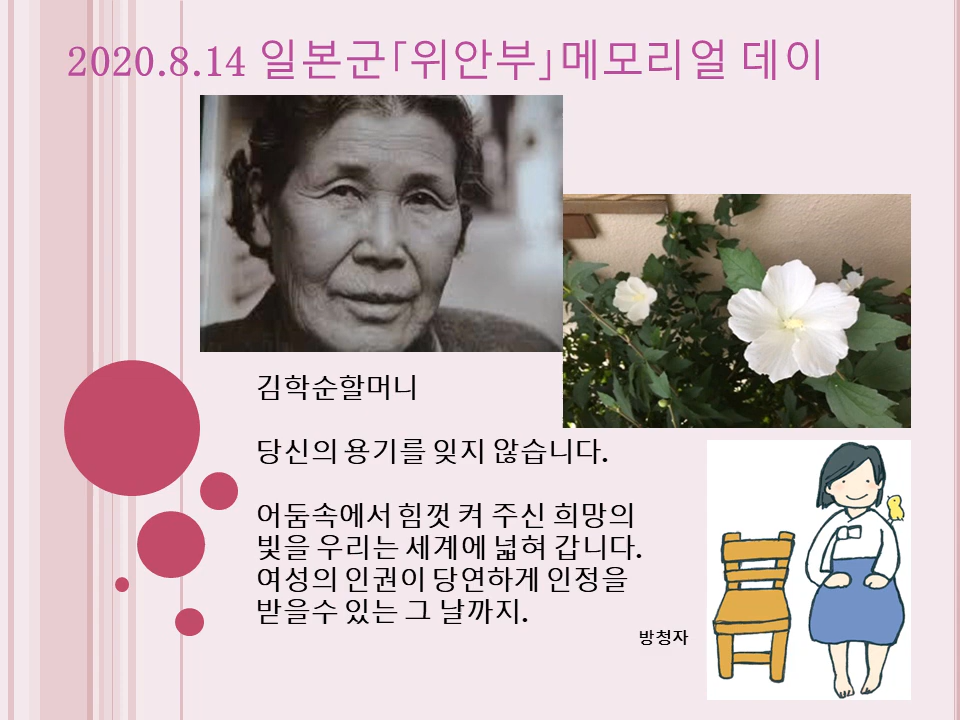 2020.8.14 일본군「위안부」메모리얼 데이
김학순할머니
당신의 용기를 잊지 않습니다.
어둠속에서 힘껏 켜 주신 희망의
빛을 우리는 세계에 넓혀 갑니다.
여성의 인권이 당연하게 인정을
받을수 있는 그 날까지.
방청자